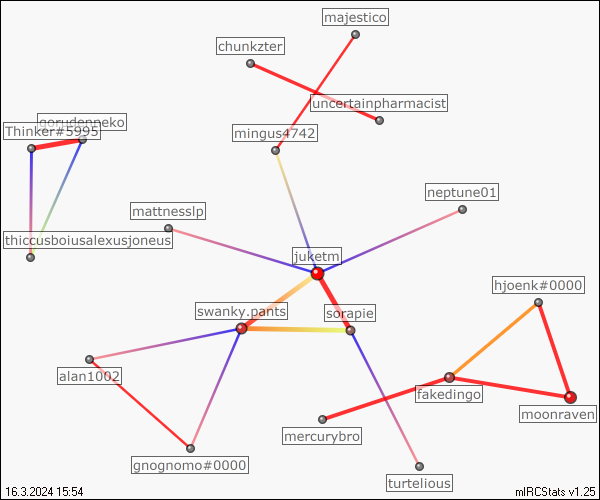 majestico
chunkzter
uncertainpharmacist
gorudenneko
Thinker#5995
mingus4742
neptune01
mattnesslp
thiccusboiusalexusjoneus
juketm
hjoenk#0000
swanky.pants
sorapie
alan1002
fakedingo
moonraven
mercurybro
gnognomo#0000
turtelious
16.3.2024 15:54
mIRCStats v1.25